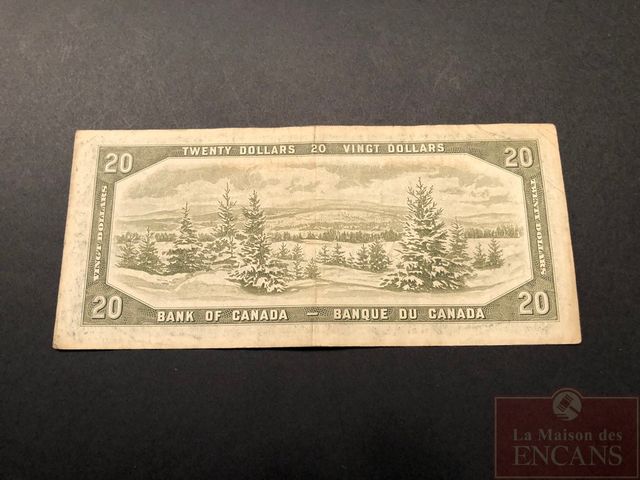 TWENTY DOLLARS 20 VINGT DOLLARS
20
20
VINGT DOLLARS
TWENTY DOLLARS
20
20
BANK OF CANADA — BANQUE DU CANADA
La Maison des
ENCANS